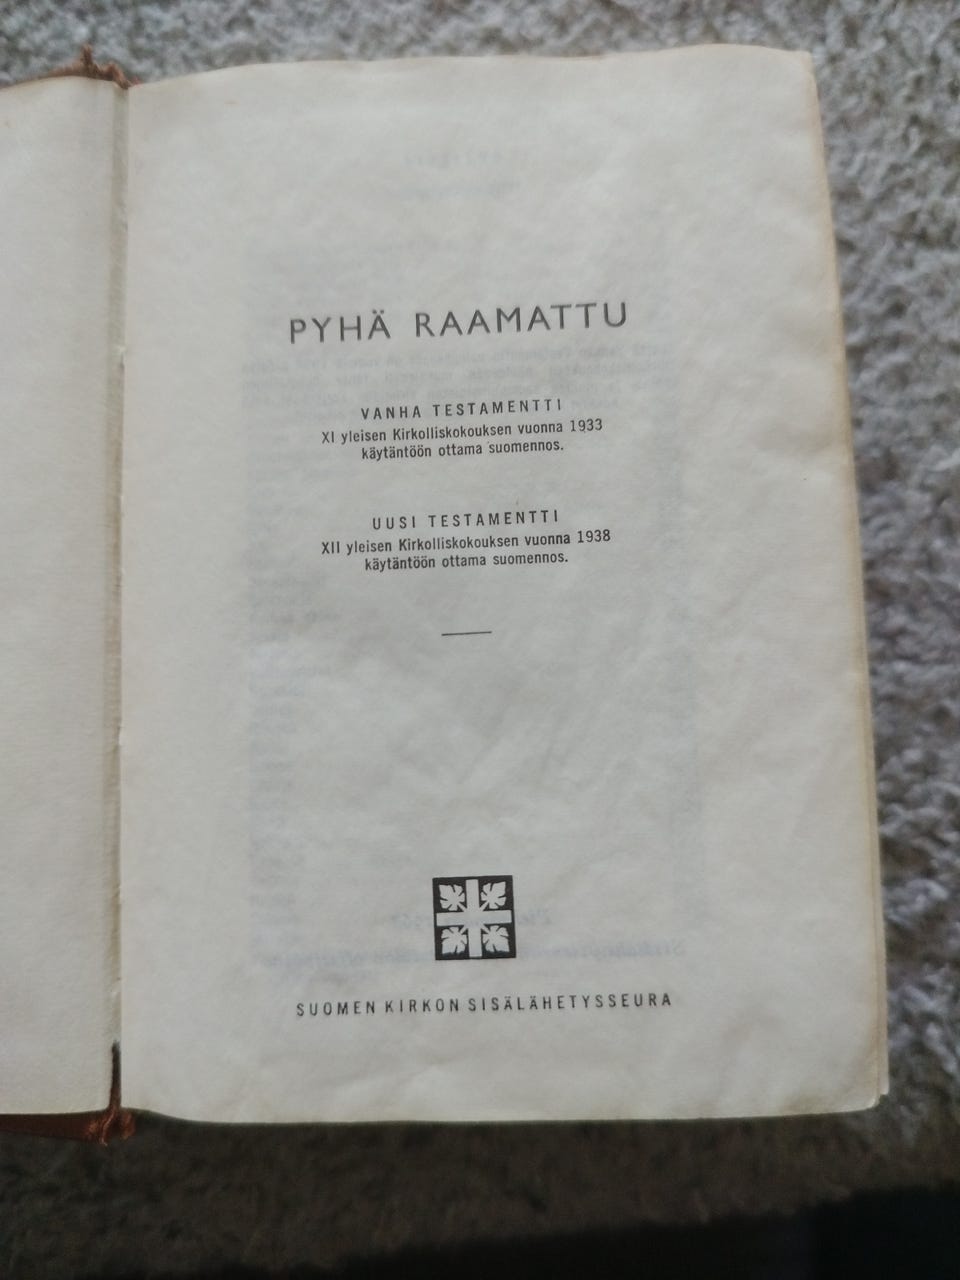 PYHÄ RAAMATTU
VANHA TESTAMENTTI
XI yleisen Kirkolliskokouksen vuonna 1933
käytäntöön ottama suomennos.
UUSI TESTAMENTTI
XII yleisen Kirkolliskokouksen vuonna 1938
käytäntöön ottama suomennos.
SUOMEN KIRKON SISÄLÄHETYSSEURA